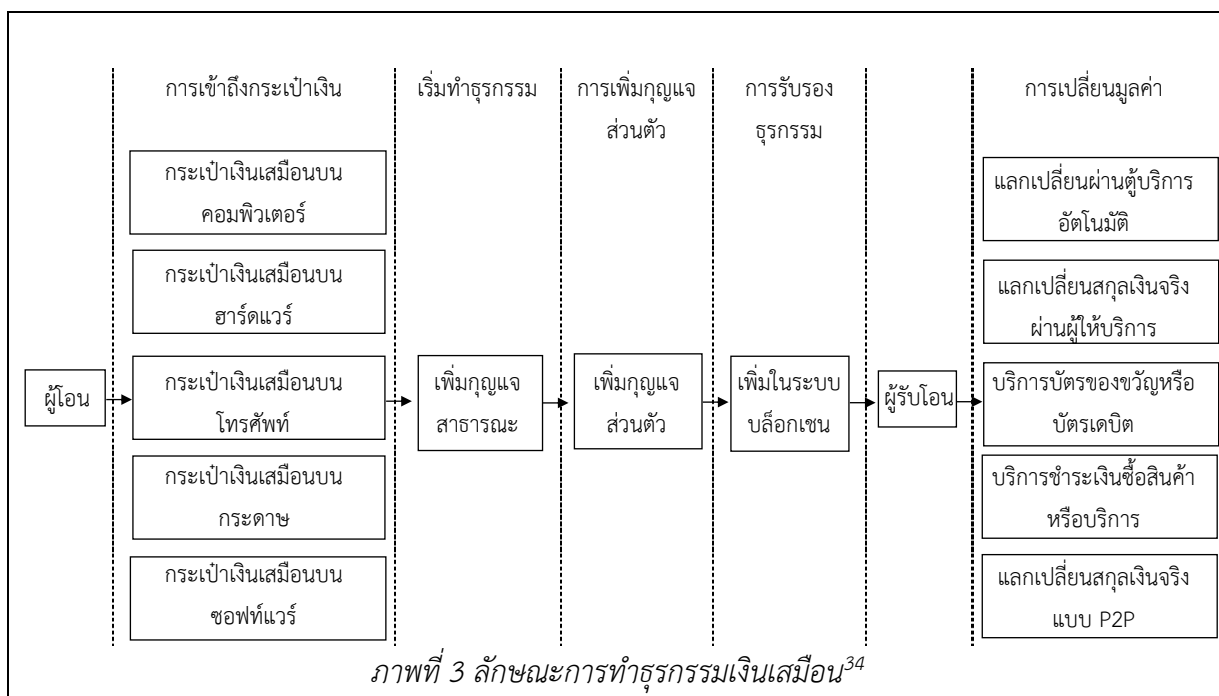 การเข้าถึงกระเป๋าเงิน
เริ่มทำธุรกรรม
การเพิ่มกุญแจ
ส่วนตัว
การรับรอง
ธุรกรรม
การเปลี่ยนมูลค่า
กระเป๋าเงินเสมือนบน
คอมพิวเตอร์
กระเป๋าเงินเสมือนบน
ฮาร์ดแวร์
ผู้โอน
กระเป๋าเงินเสมือนบน
โทรศัพท์
กระเป๋าเงินเสมือนบน
กระดาษ
กระเป๋าเงินเสมือนบน
ซอฟท์แวร์
เพิ่มกุญแจ
สาธารณะ
เพิ่มกุญแจ
ส่วนตัว
เพิ่มในระบบ
บล็อกเชน
ผู้รับโอน
แลกเปลี่ยนผ่านตู้บริการ
อัตโนมัติ
แลกเปลี่ยนสกุลเงินจริง
ผ่านผู้ให้บริการ
บริการบัตรของขวัญหรือ
บัตรเดบิต
บริการชำระเงินซื้อสินค้า
หรือบริการ
แลกเปลี่ยนสกุลเงินจริง
แบบ P2P
ภาพที่ 3 ลักษณะการทำธุรกรรมเงินเสมือน34